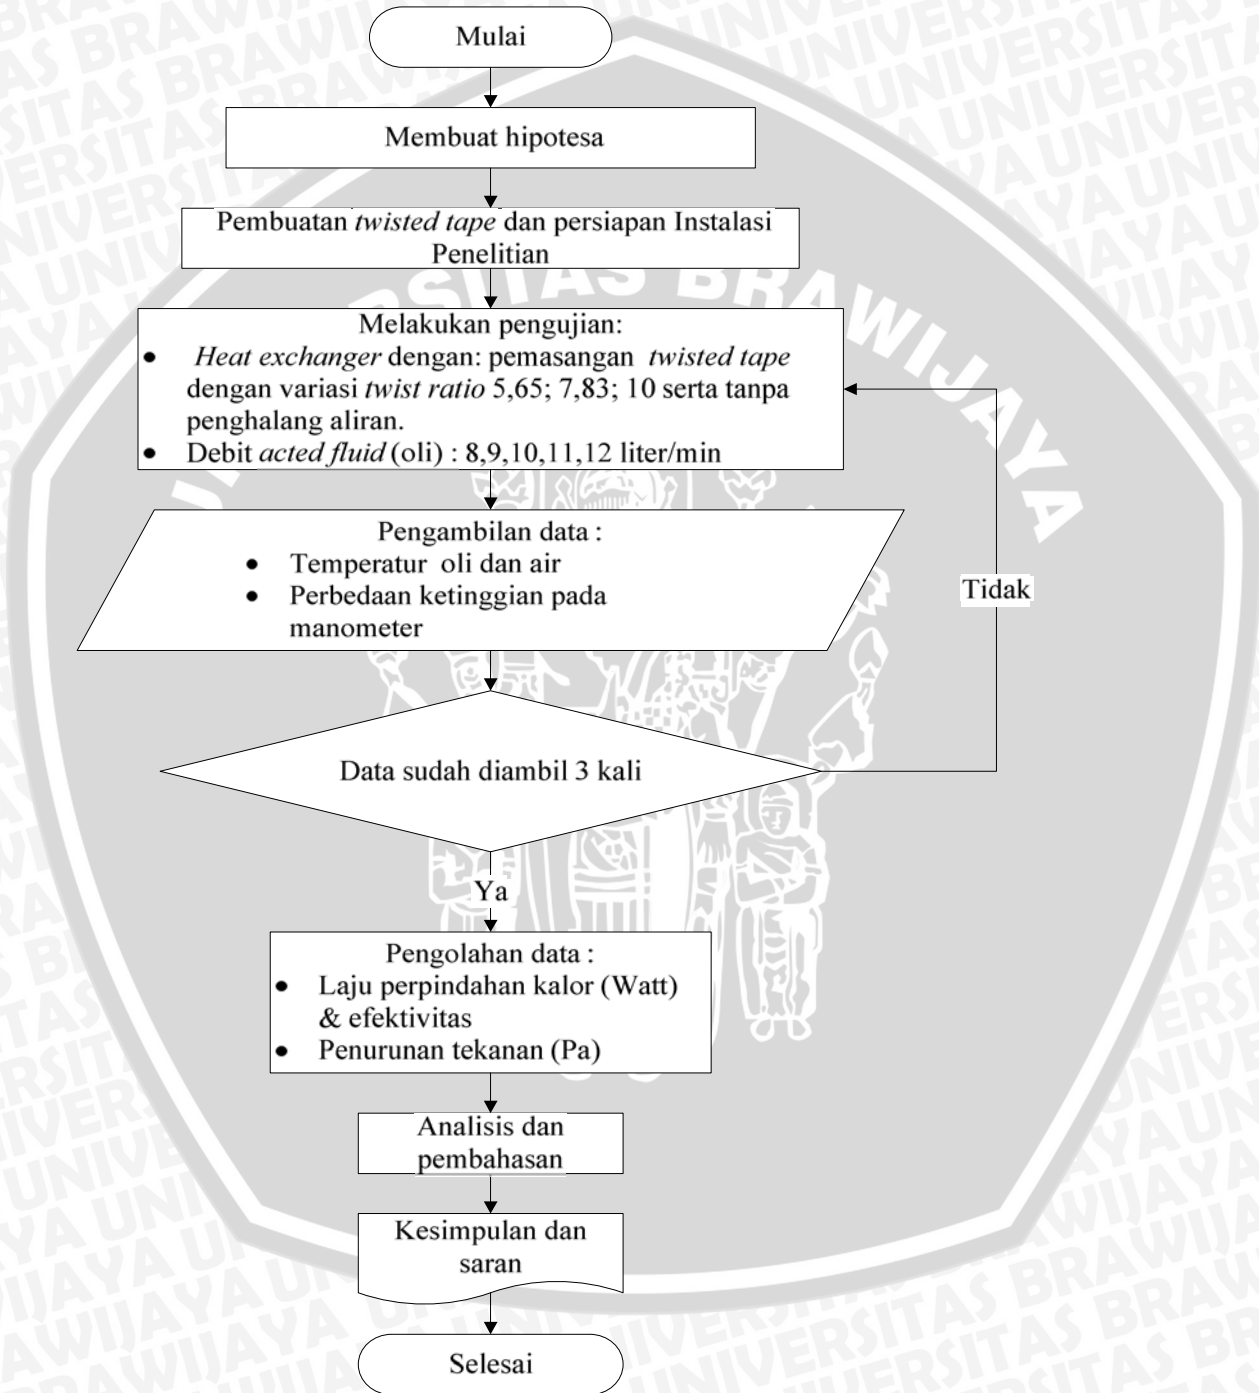 Mulai
Membuat hipotesa
Pembuatan twisted tape dan persiapan Instalasi
Penelitian
Melakukan pengujian:
• Heat exchanger dengan: pemasangan twisted tape
dengan variasi twist ratio 5,65; 7,83; 10 serta tanpa
penghalang aliran.
• Debit acted fluid (oli) : 8,9,10,11,12 liter/min
Pengambilan data :
• Temperatur oli dan air
• Perbedaan ketinggian pada
manometer
Tidak
Data sudah diambil 3 kali
Ya
Pengolahan data :
• Laju perpindahan kalor (Watt)
& efektivitas
• Penurunan tekanan (Pa)
Analisis dan
pembahasan
Kesimpulan dan
saran
Selesai